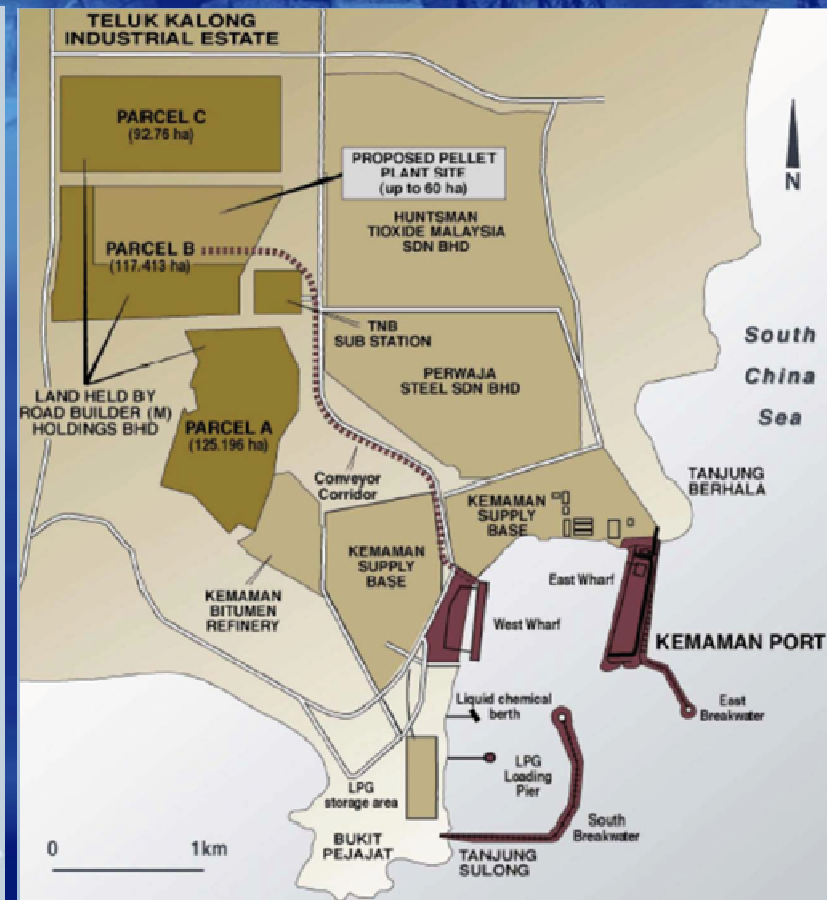 TELUK KALONG
INDUSTRIAL ESTATE
PARCEL C
(92.76 ha)
PROPOSED PELLET
PLANT SITE
(up to 60 ha)
N
HUNTSMAN
TIOXIDE MALAYSIA
SDN BHD
PARCEL B
(117.413 ha)
TNB
SUB STATION
South
China
Sea
PERWAJA
STEEL SDN BHD
LAND HELD BY
ROAD BUILDER (M)
HOLDINGS BHD
PARCEL A
(125.196 ha)
Conveyor
Corridor
TANJUNG
BERHALA
KEMAMAN
SUPPLY
BASE
KEMAMAN
SUPPLY
BASE
East Wharf
KEMAMAN
BITUMEN
REFINERY
West Wharf
KEMAMAN PORT
Liquid chemical
berth
East
Breakwater
LPG
Loading
Pier
LPG
storage area
South
Breakwater
BUKIT
PEJAJAT
TANJUNG
SULONG
0 1km